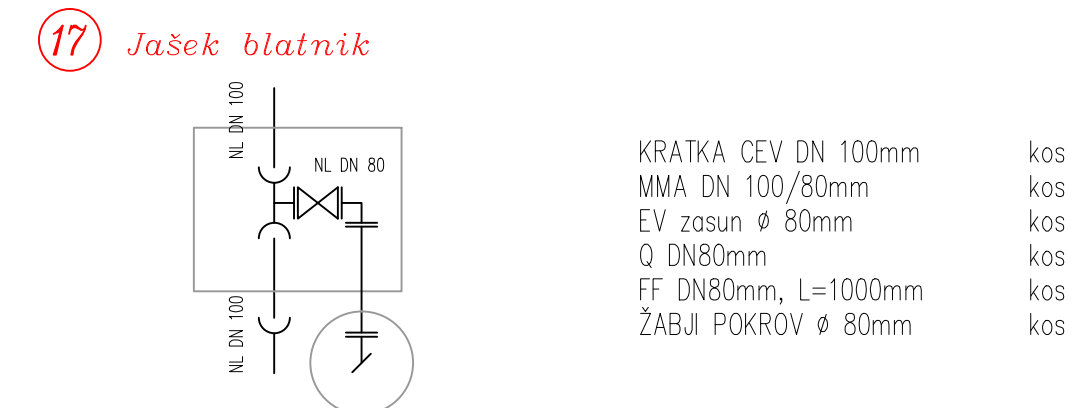 17 Jašek blatnik
NL DN 100
NL DN 80
NL DN 100
KRATKA CEV DN 100mm kos
MMA DN 100/80mm kos
EV zasun ø 80mm kos
Q DN80mm kos
FF DN80mm, L=1000mm kos
ŽABJI POKROV ø 80mm kos